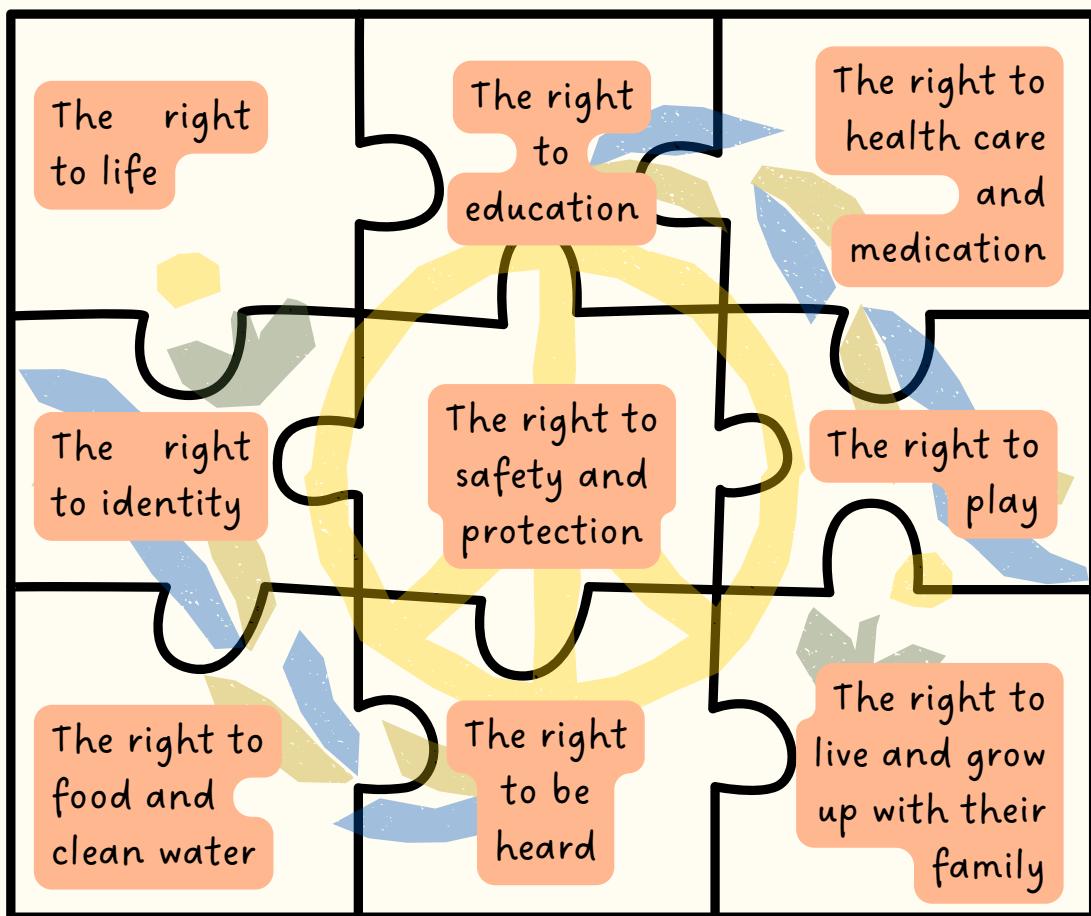 The right
to life
The right
to
education
The right to
health care
and
medication
The right
to identity
The right to
safety and
protection
The right to
play
The right to
food and
clean water
The right
to be
heard
The right to
live and grow
up with their
family